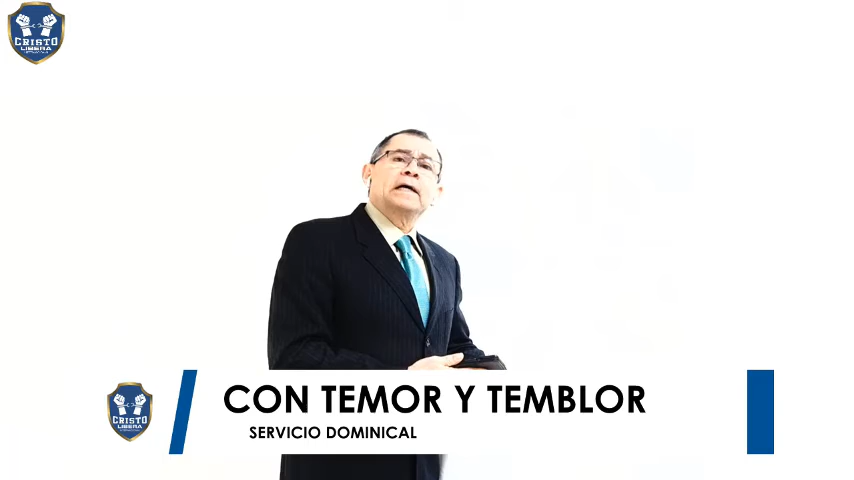 CRISTO
LIBERA
CON TEMOR Y TEMBLOR
SERVICIO DOMINICAL
CRISTO
LIBERA